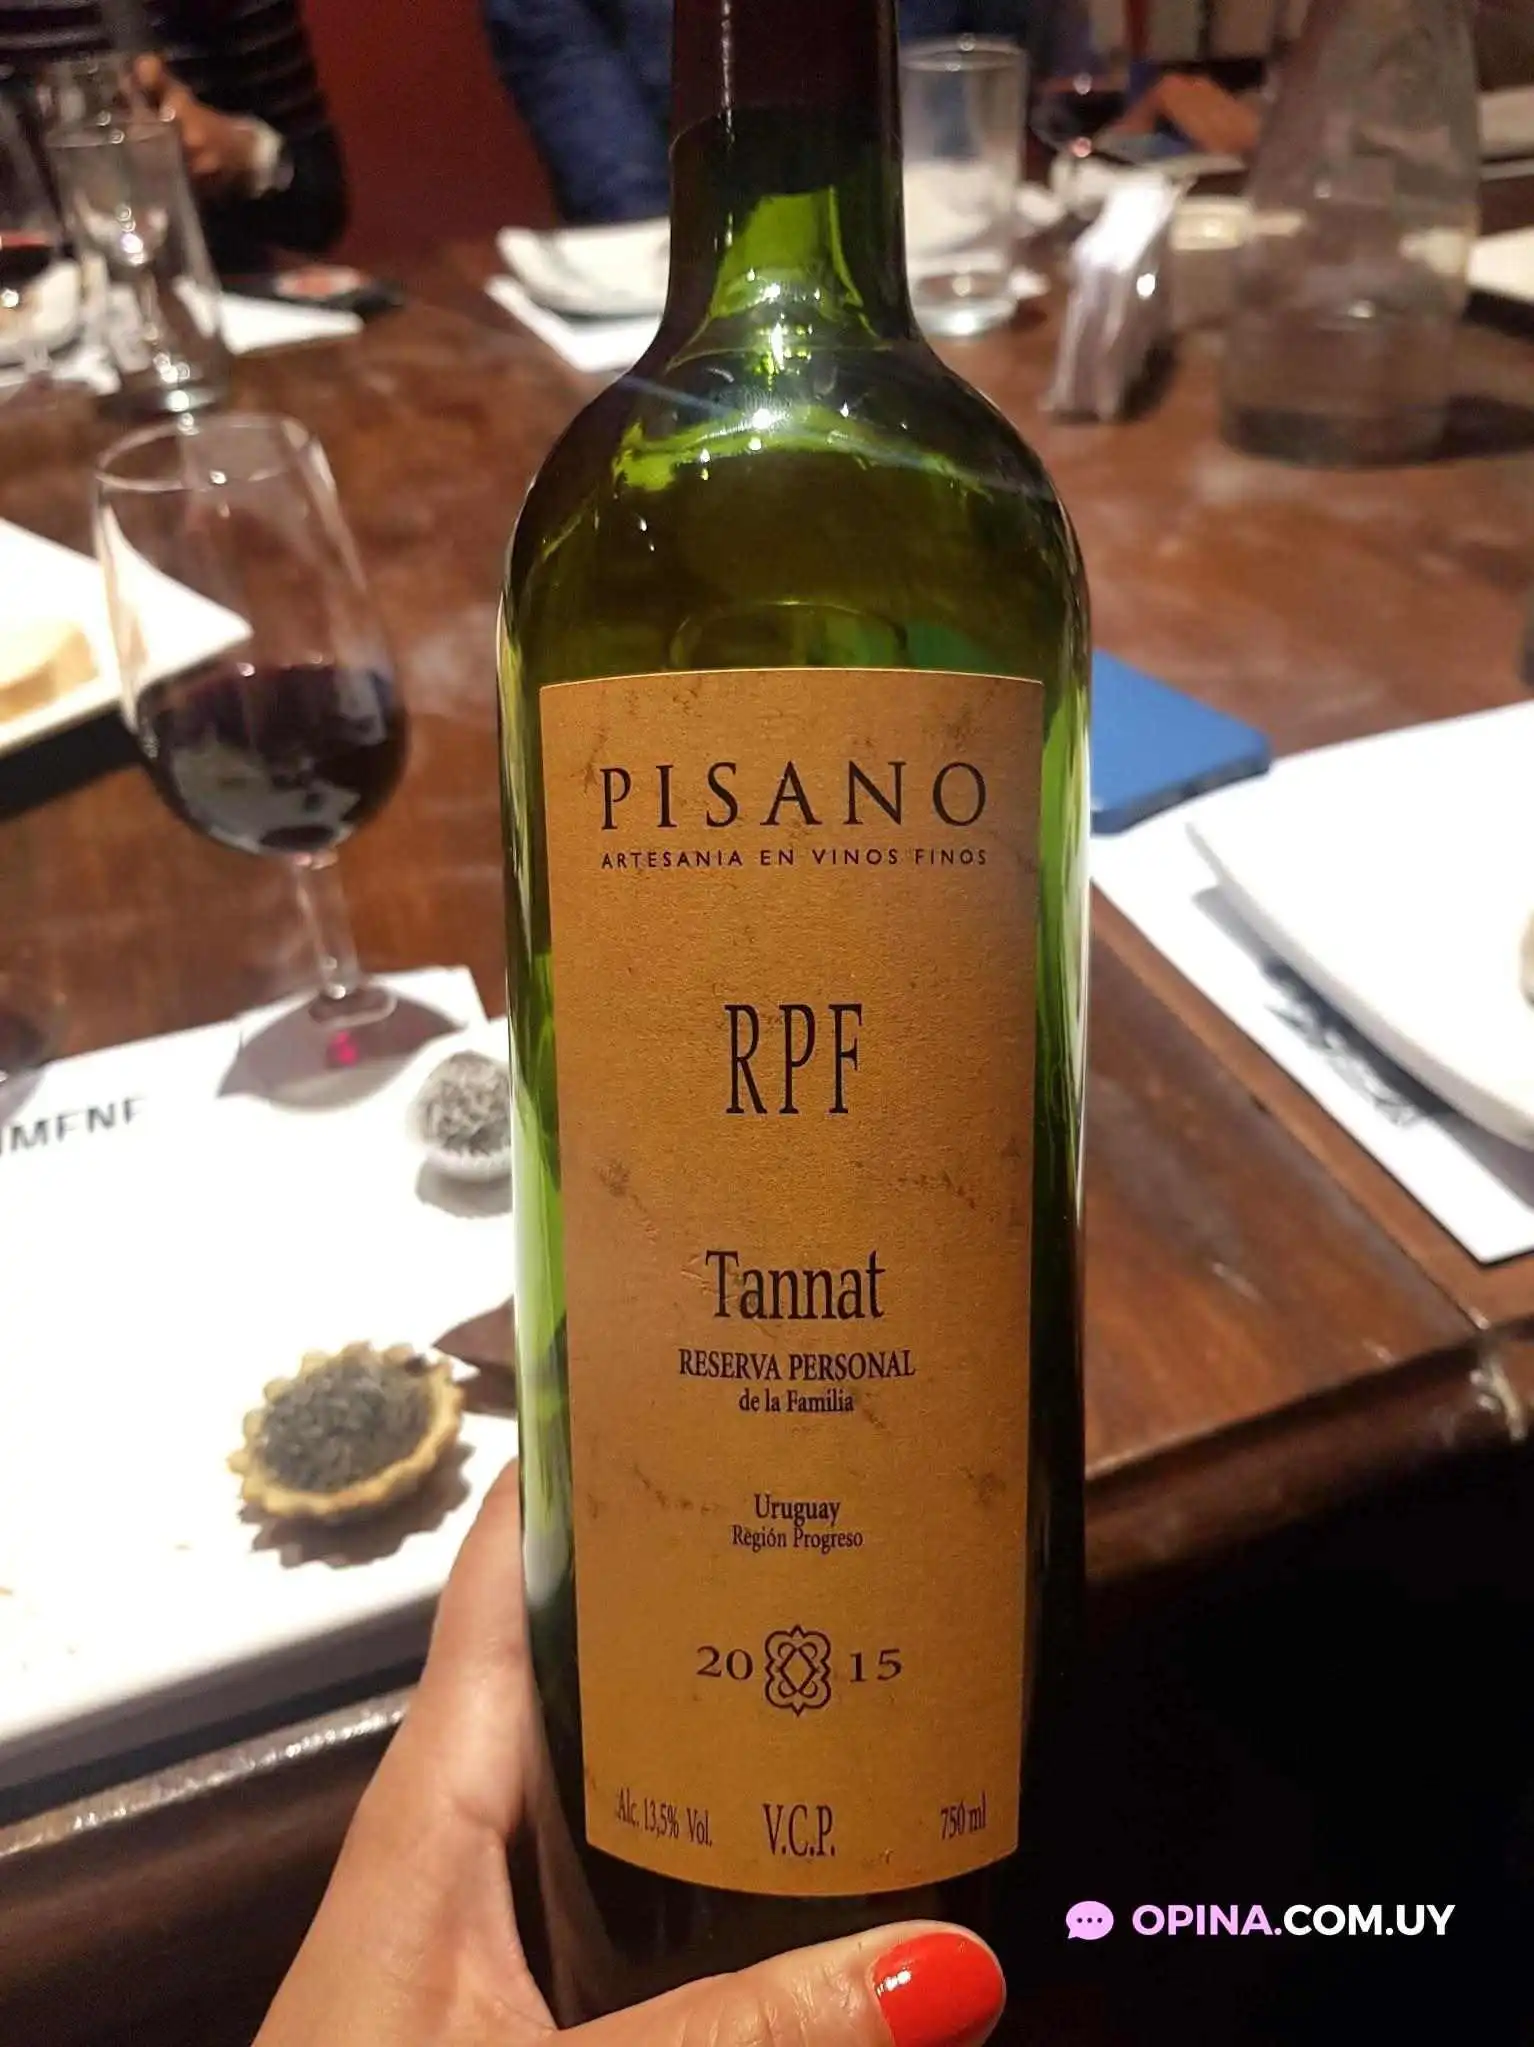 PISANO
ARTESANIA EN VINOS FINOS
RPF
Tannat
RESERVA PERSONAL
de la Familia
Uruguay
Región Progreso
20 15
Alc. 13,5% Vol. V.C.P. 750 ml
OPINA.COM.UY